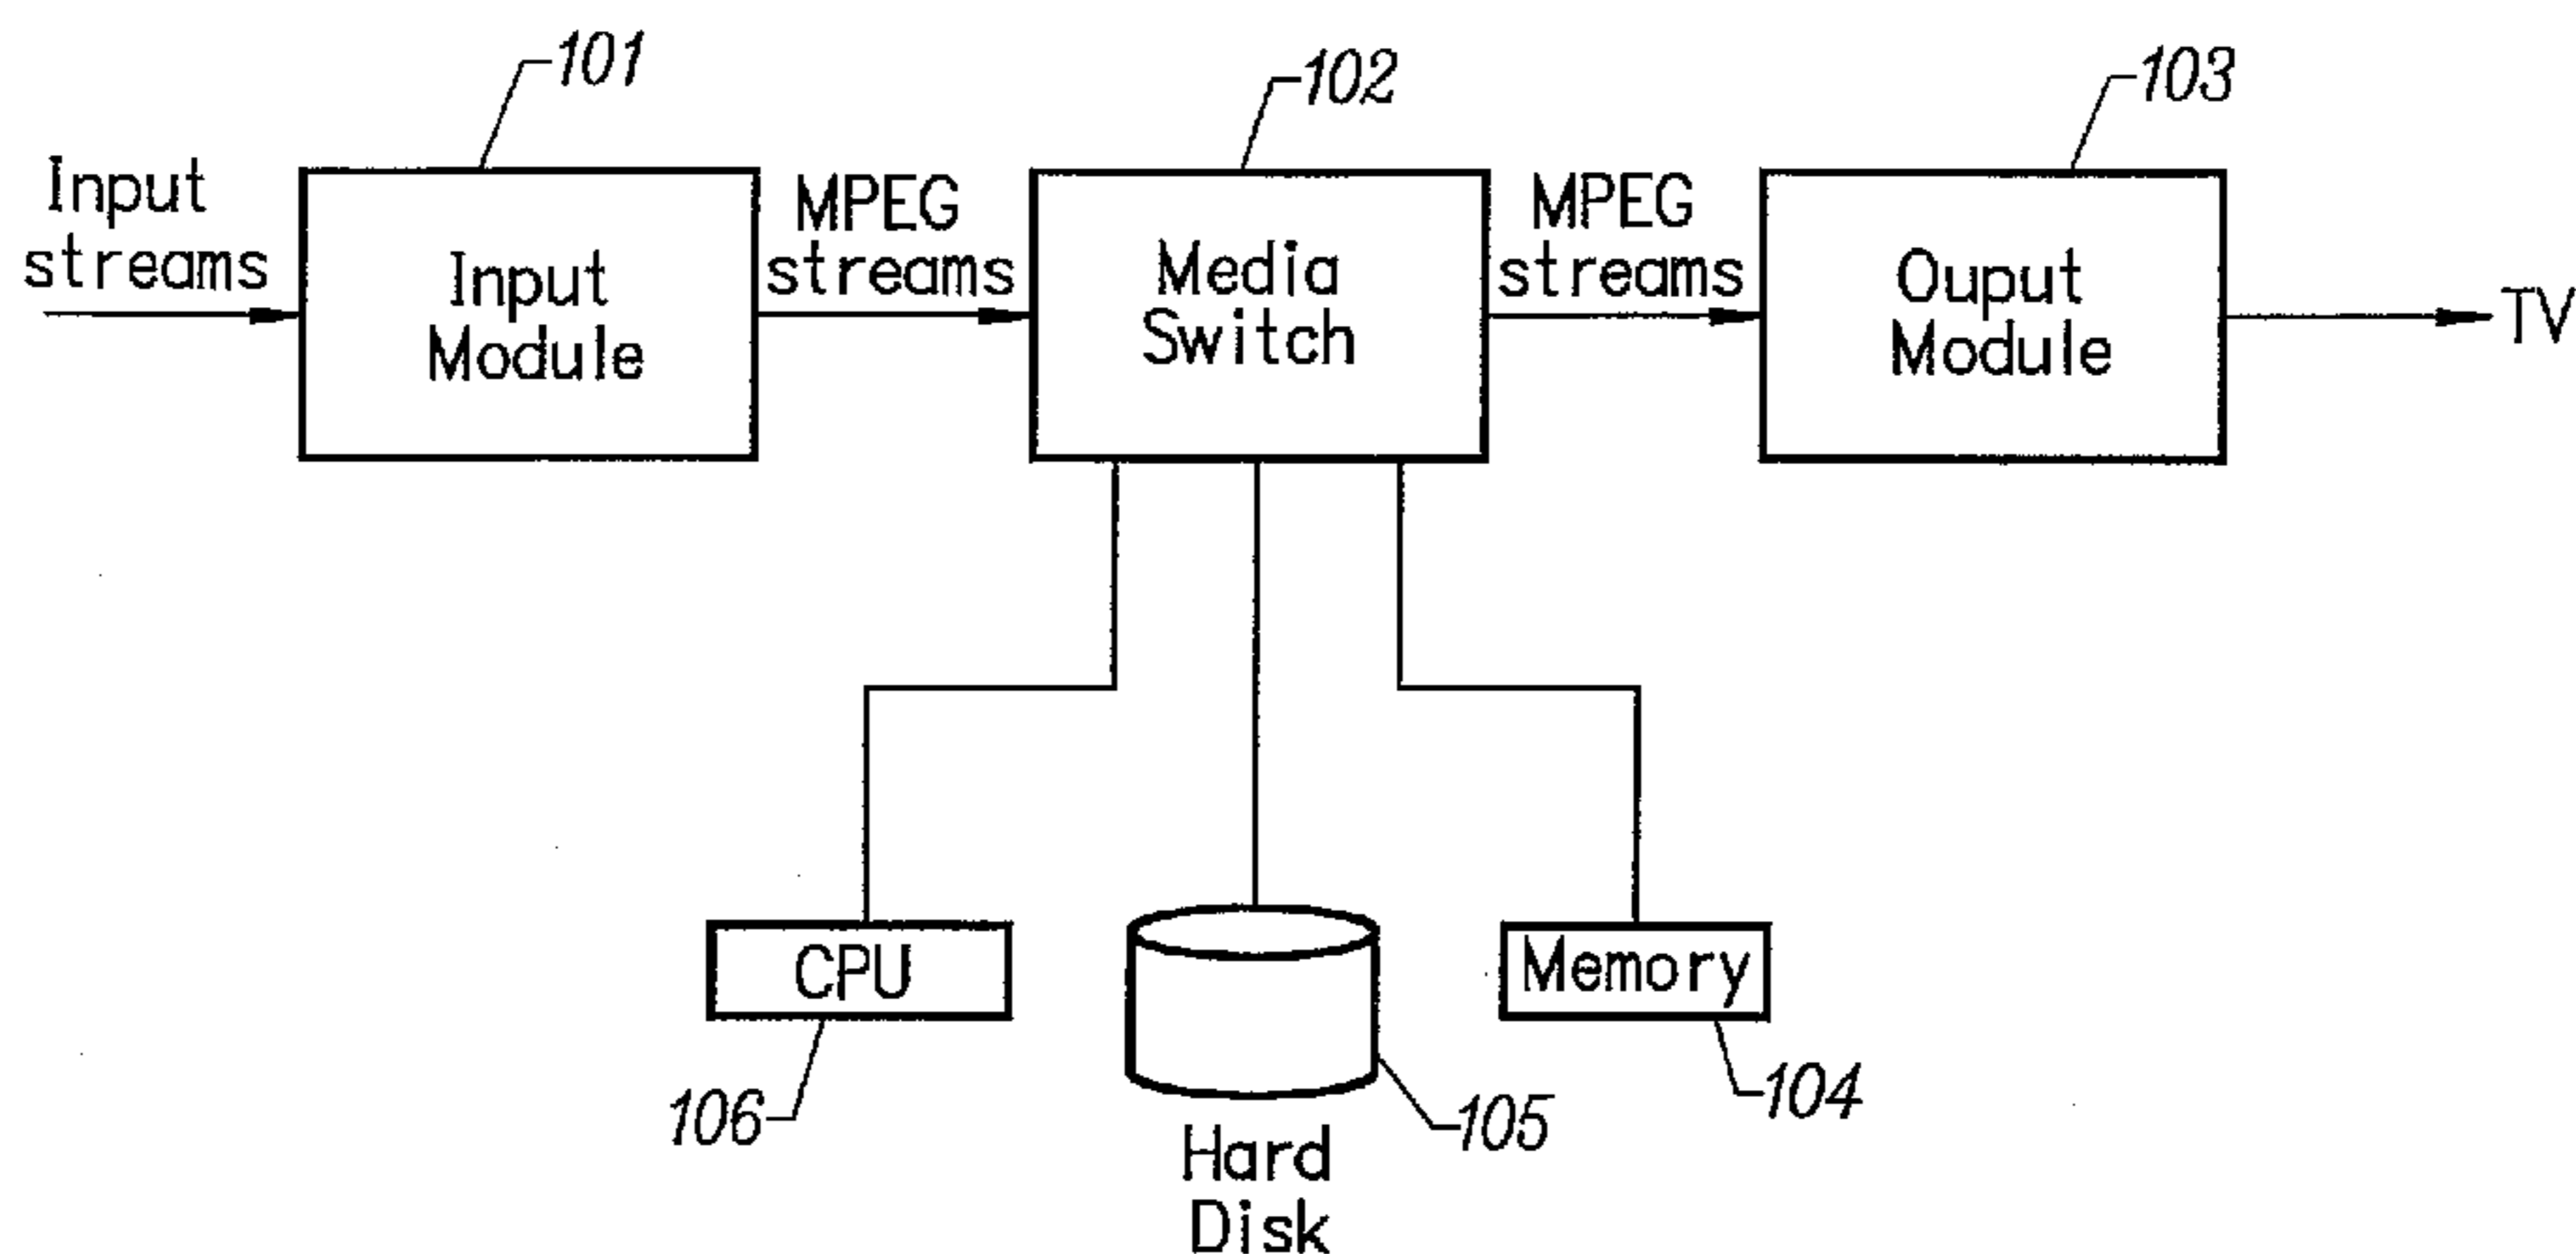 101
102
103
Input
streams
Input
Module
MPEG
streams
Media
Switch
MPEG
streams
Ouput
Module
TV
CPU
106
Hard
Disk
105
Memory
104